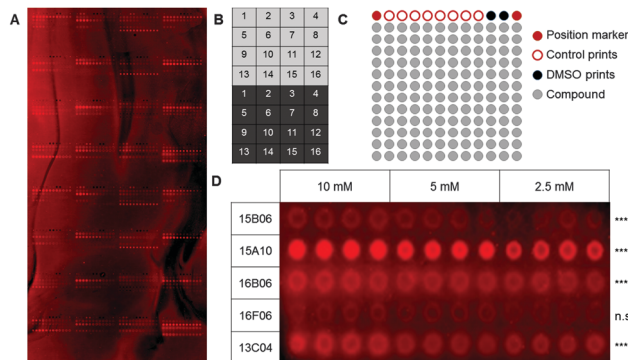 A
B
C
1 2 3 4
5 6 7 8
9 10 11 12
13 14 15 16
1 2 3 4
5 6 7 8
9 10 11 12
13 14 15 16
Position marker
Control prints
DMSO prints
Compound
D
10 mM 5 mM 2.5 mM
15B06 ***
15A10 ***
16B06 ***
16F06 n.s
13C04 ***